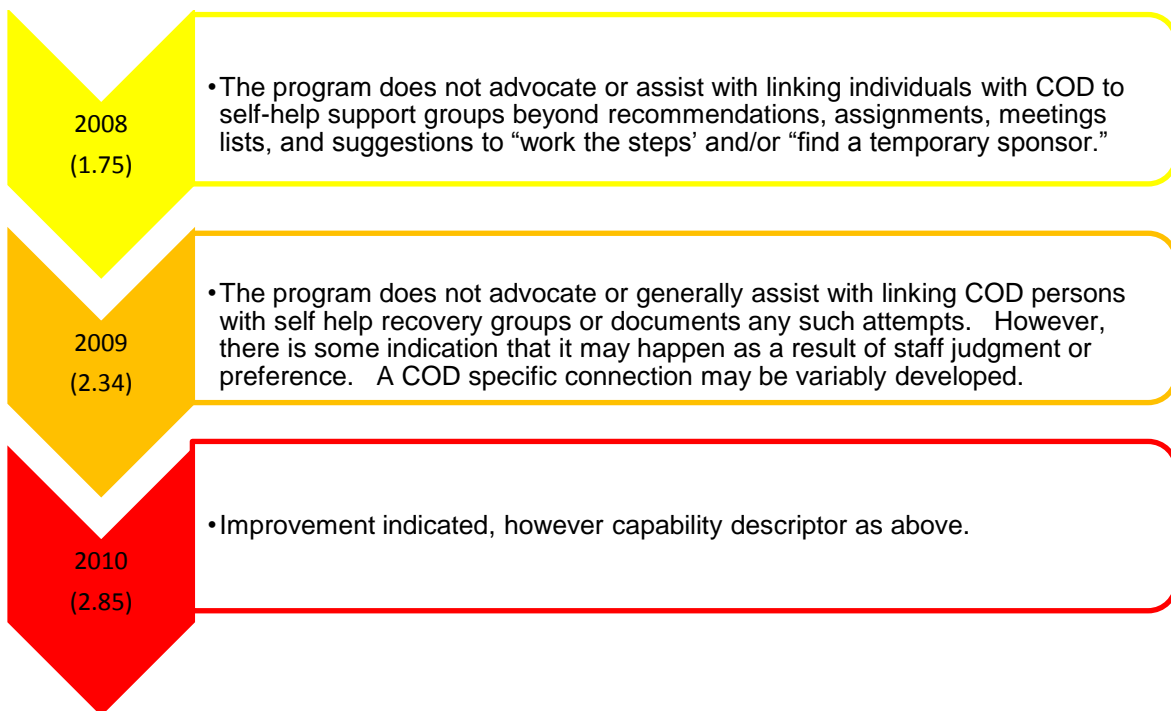 2008
(1.75)
•The program does not advocate or assist with linking individuals with COD to
self-help support groups beyond recommendations, assignments, meetings
lists, and suggestions to “work the steps’ and/or “find a temporary sponsor.”
2009
(2.34)
•The program does not advocate or generally assist with linking COD persons
with self help recovery groups or documents any such attempts. However,
there is some indication that it may happen as a result of staff judgment or
preference. A COD specific connection may be variably developed.
2010
(2.85)
•Improvement indicated, however capability descriptor as above.